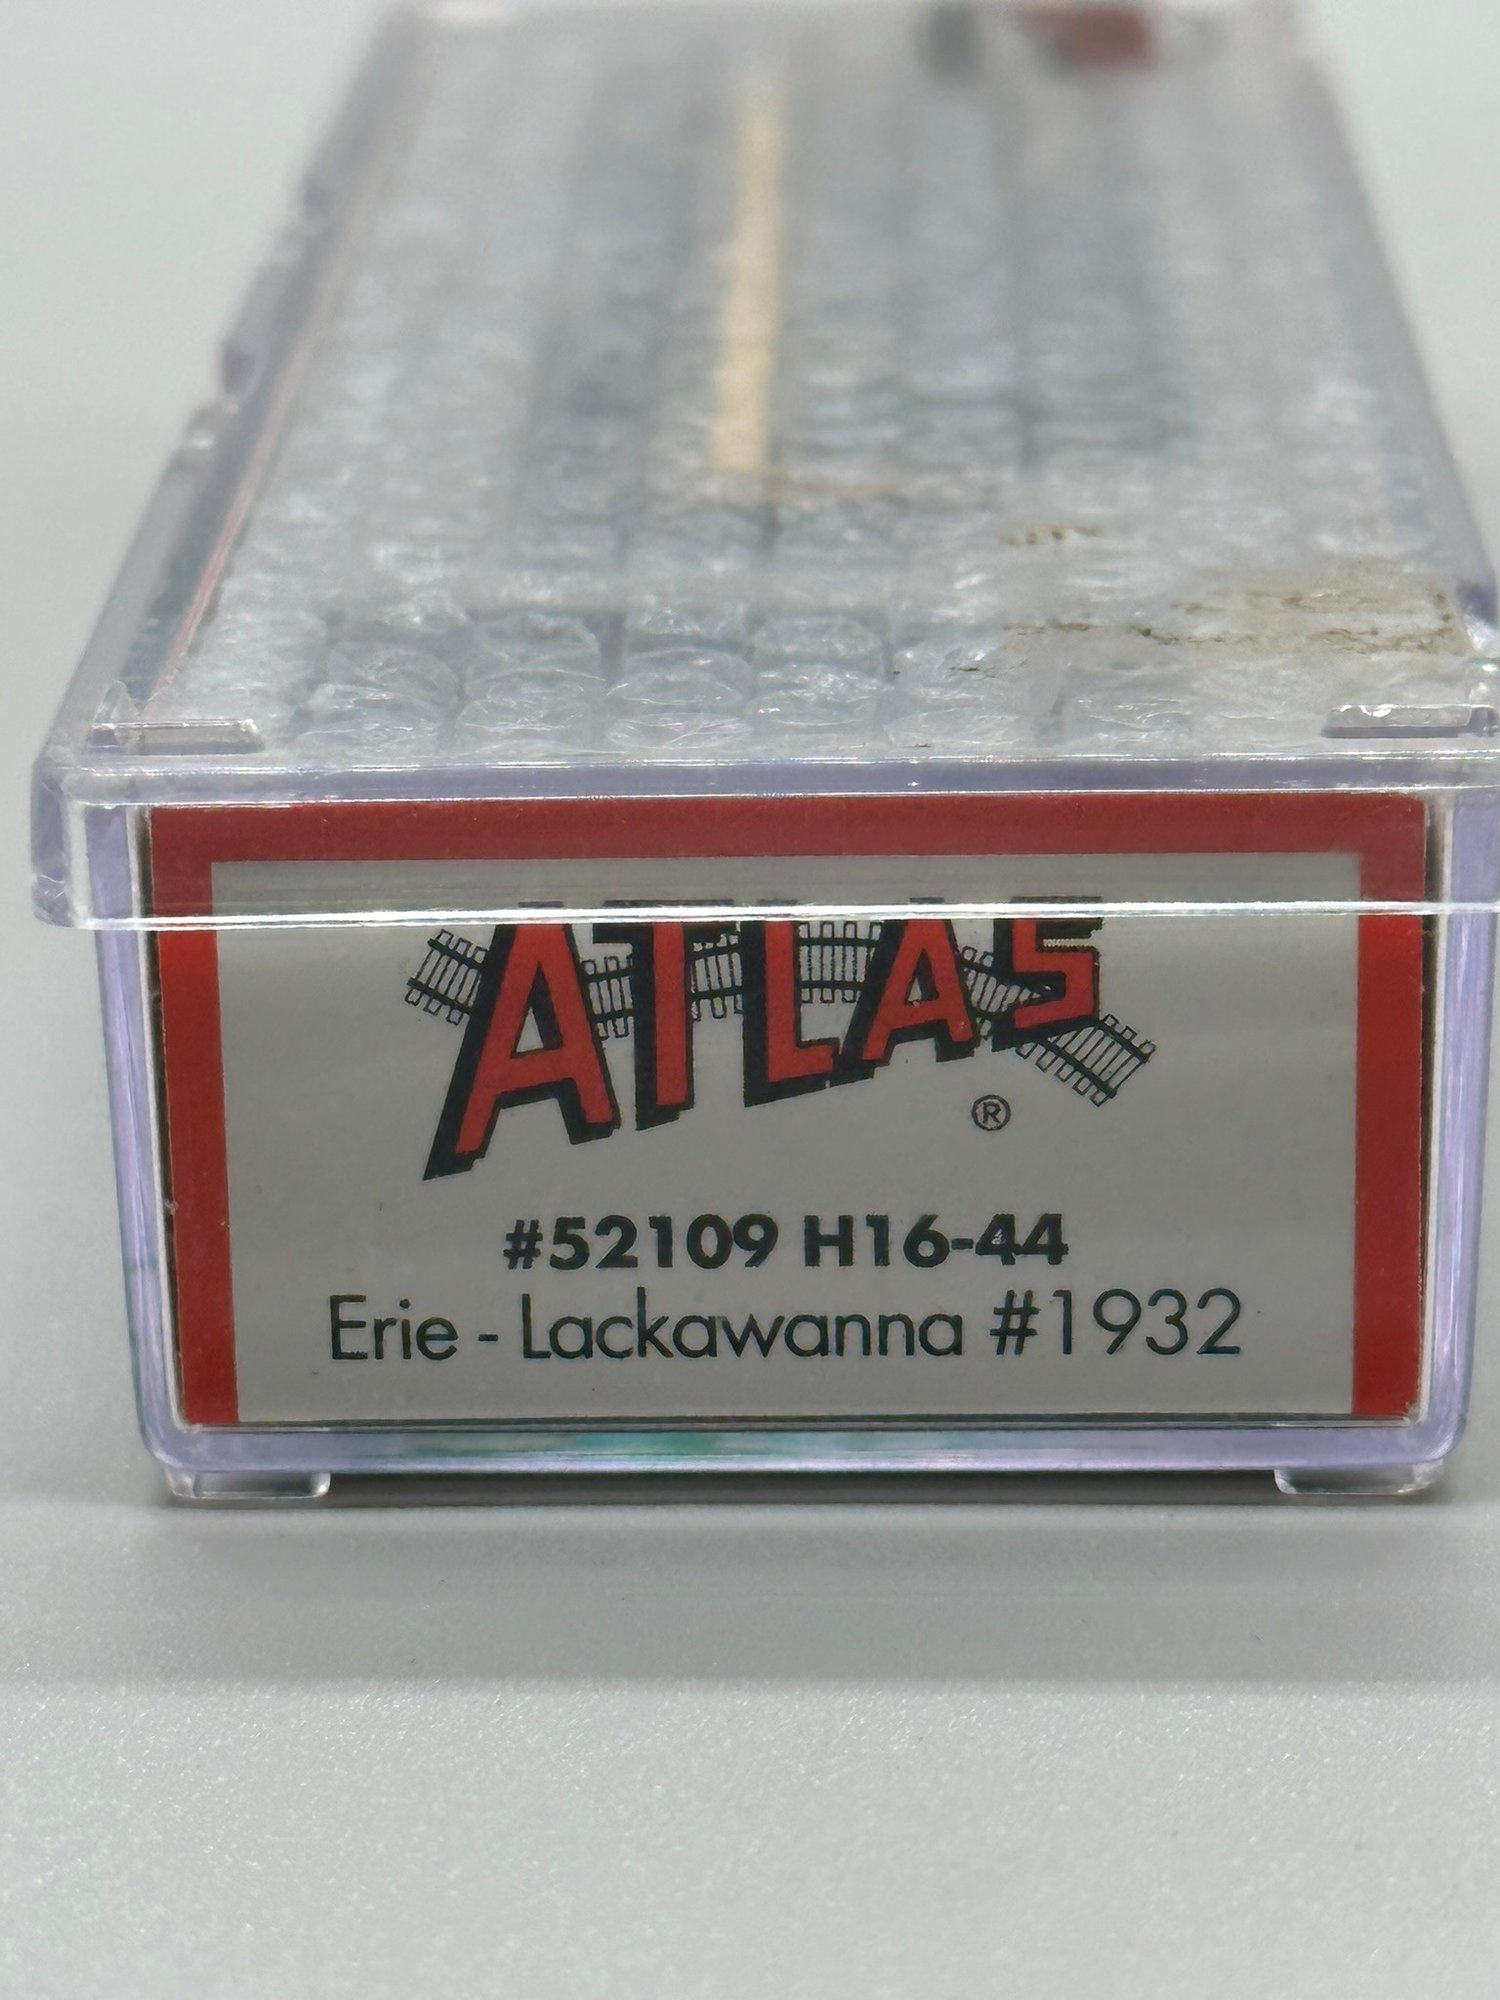 ATLAS
®
#52109 H16-44
Erie - Lackawanna #1932